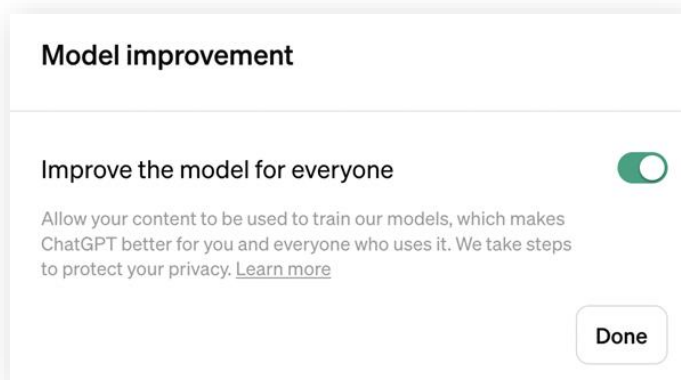 Model improvement
Improve the model for everyone
Allow your content to be used to train our models, which makes
ChatGPT better for you and everyone who uses it. We take steps
to protect your privacy. Learn more
Done